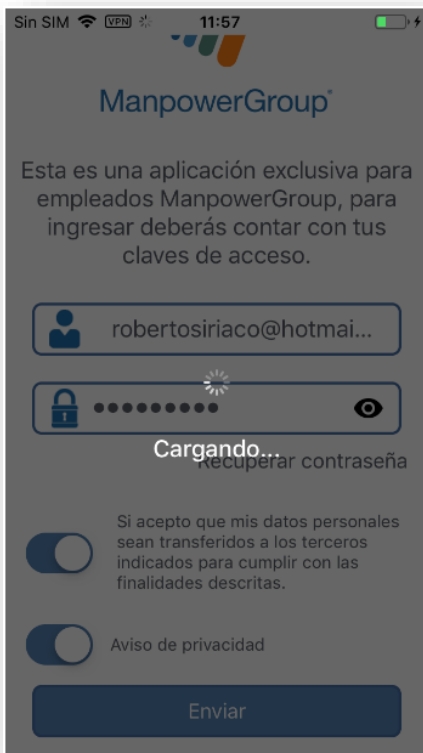 Sin SIM VPN 11:57
ManpowerGroup
Esta es una aplicación exclusiva para
empleados ManpowerGroup, para
ingresar deberás contar con tus
claves de acceso.
robertosiriaco@hotmai...
Cargando...
Recuperar contraseña
Si acepto que mis datos personales
sean transferidos a los terceros
indicados para cumplir con las
finalidades descritas.
Aviso de privacidad
Enviar